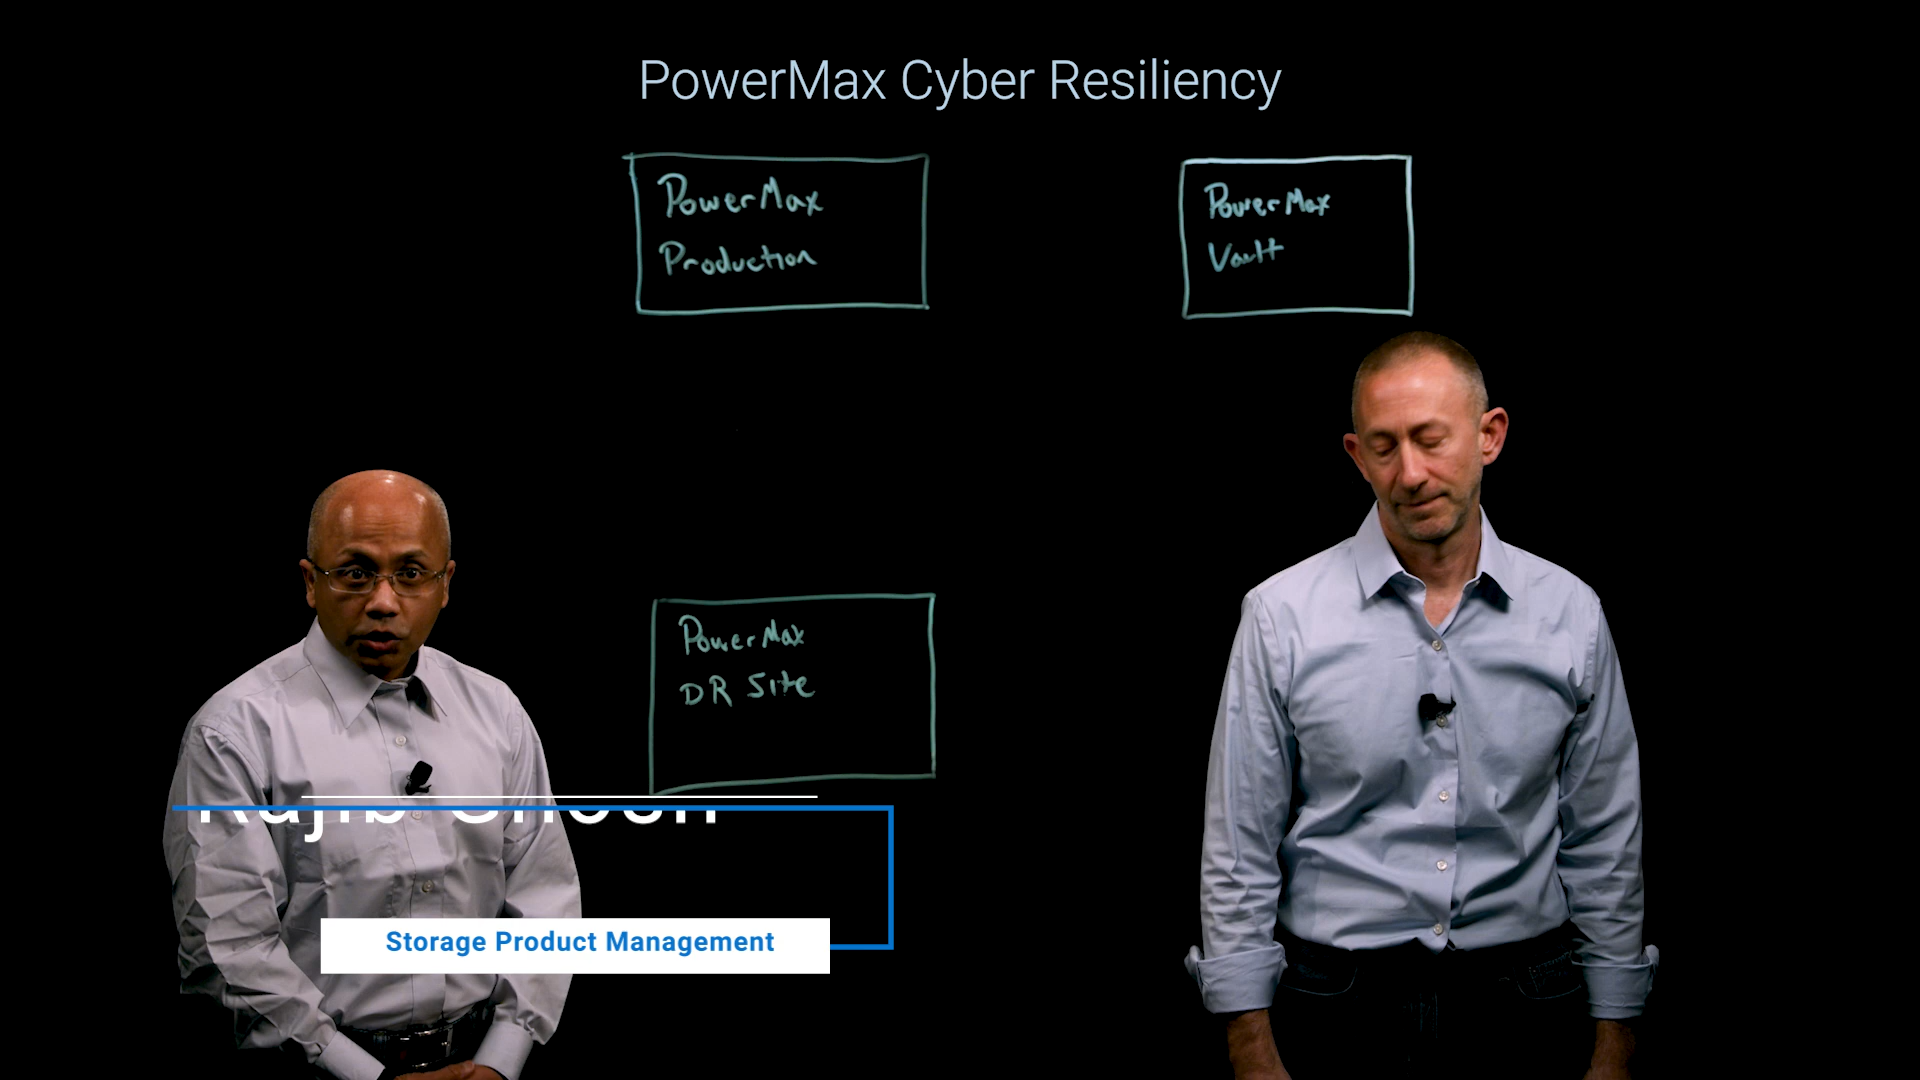 PowerMax Cyber Resiliency
PowerMax
Production
PowerMax
Vault
PowerMax
DR Site
Storage Product Management